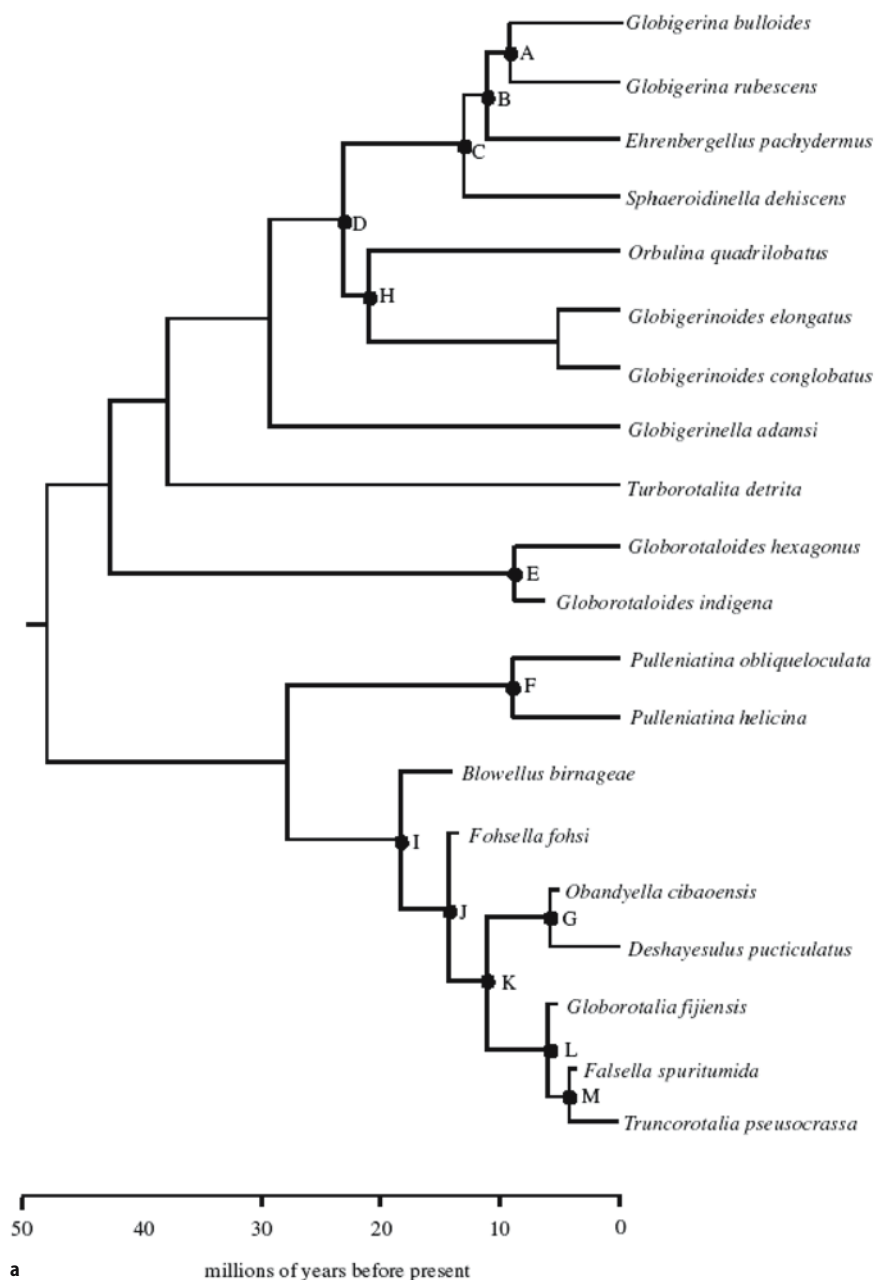 Globigerina bulloides
A
Globigerina rubescens
B
Ehrenbergellus pachydermus
C
Sphaeroidinella dehiscens
D
Orbulina quadrilobatus
H
Globigerinoides elongatus
Globigerinoides conglobatus
Globigerinella adamsi
Turborotalita detrita
Globorotaloides hexagonus
E
Globorotaloides indigena
Pulleniatina obliqueloculata
F
Pulleniatina helicina
Blowellus birnageae
Fohsella fohsi
I
Obandyella cibaoensis
J
G
Deshayesulus pucticulatus
K
Globorotalia fijiensis
L
Falsella spuritumida
M
Truncorotalia pseusocrassa
50 40 30 20 10 0
a millions of years before present